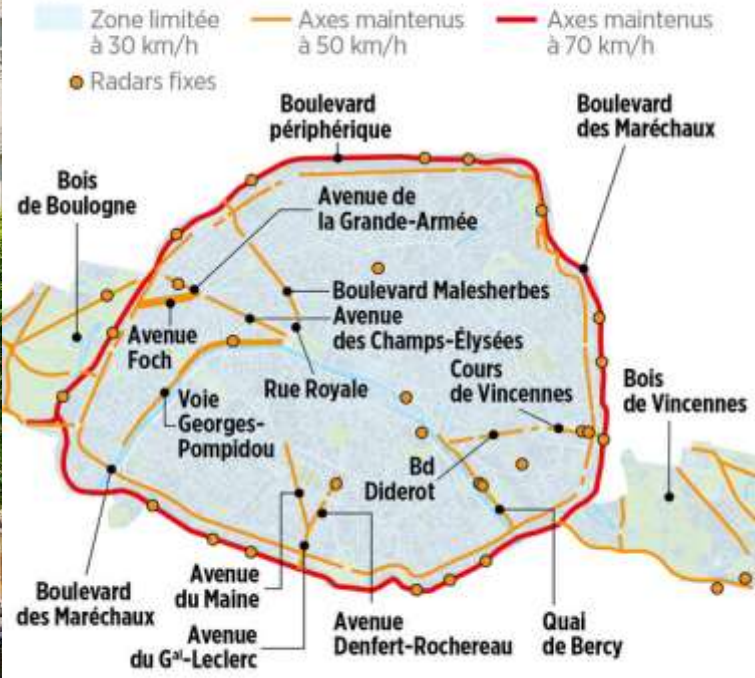 Zone limitée
à 30 km/h
Axes maintenus
à 50 km/h
Axes maintenus
à 70 km/h
Radars fixes
Boulevard
périphérique
Boulevard
des Maréchaux
Bois
de Boulogne
Avenue de
la Grande-Armée
Boulevard Malesherbes
Avenue
des Champs-Élysées
Avenue
Foch
Rue Royale
Cours
de Vincennes
Bois
de Vincennes
Voie
Georges-
Pompidou
Bd
Diderot
Boulevard
des Maréchaux
Avenue
du Maine
Avenue
du Gal-Leclerc
Avenue
Denfert-Rochereau
Quai
de Bercy